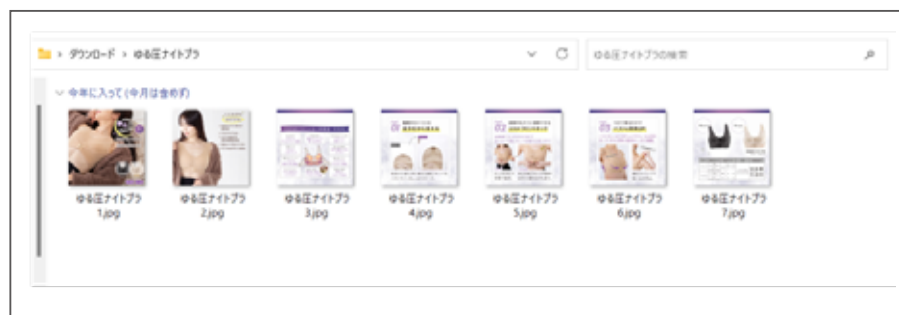 > ダウンロード > ゆる圧ナイトブラ
ゆる圧ナイトブラの検索
今年に入って (今月は含めず)
ゆる圧ナイトブラ
1.jpg
ゆる圧ナイトブラ
2.jpg
ゆる圧ナイトブラ
3.jpg
ゆる圧ナイトブラ
4.jpg
ゆる圧ナイトブラ
5.jpg
ゆる圧ナイトブラ
6.jpg
ゆる圧ナイトブラ
7.jpg